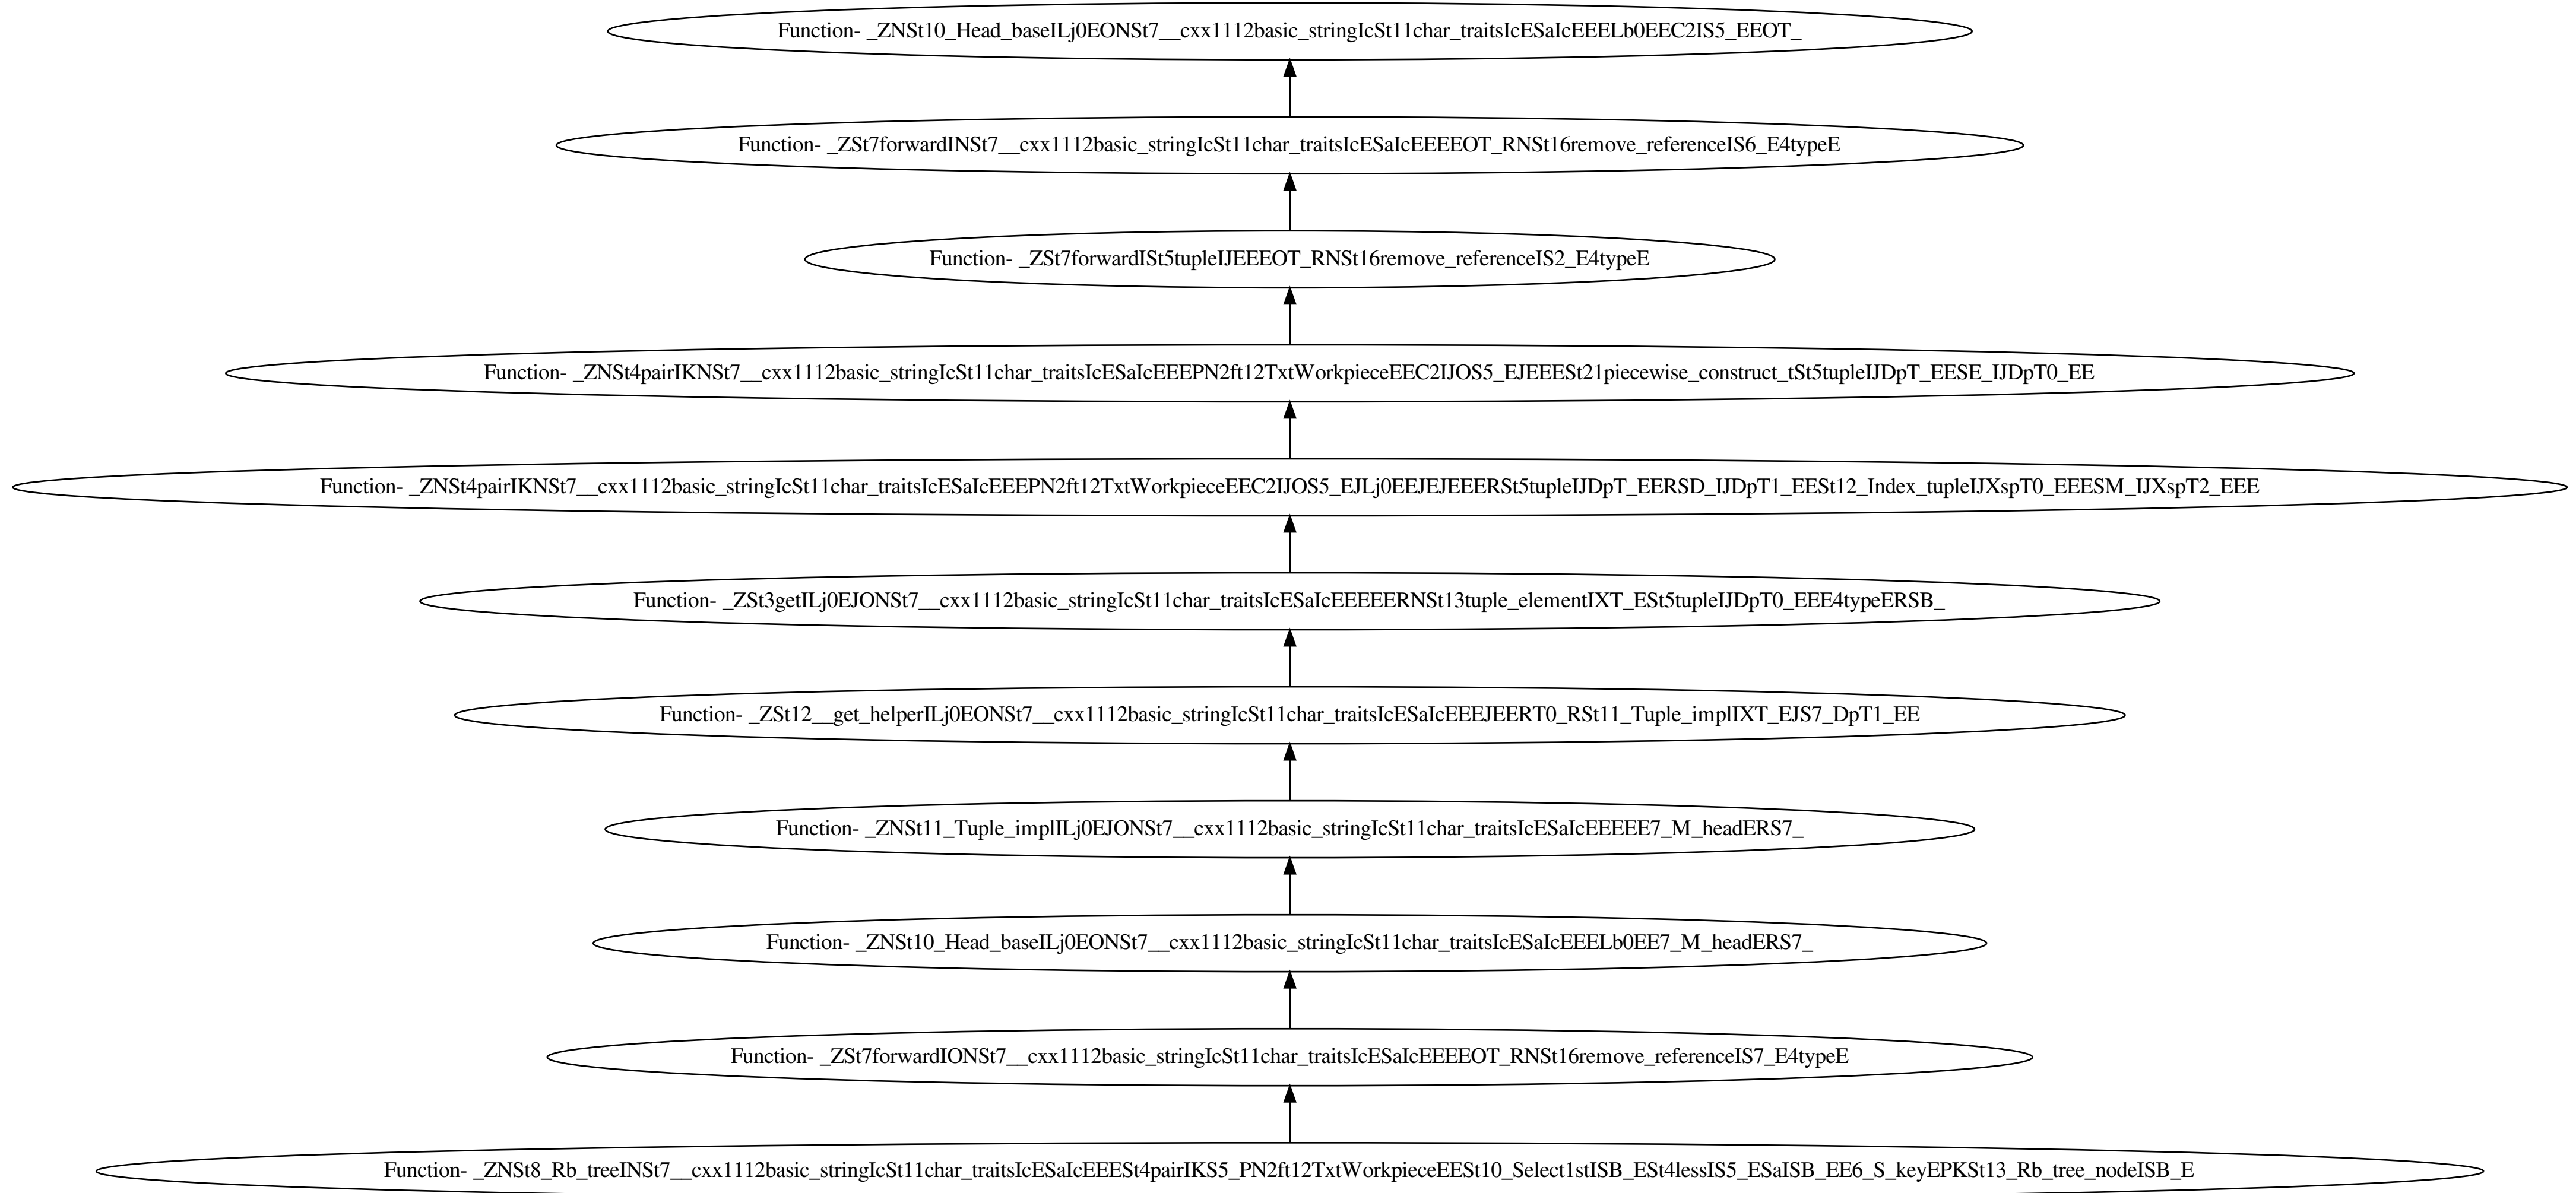 Function- _ZNSt10_Head_baseILj0EONSt7__cxx1112basic_stringIcSt11char_traitsIcESaIcEEELb0EEC2IS5_EEOT_
Function- _ZSt7forwardINSt7__cxx1112basic_stringIcSt11char_traitsIcESaIcEEEEOT_RNSt16remove_referenceIS6_E4typeE
Function- _ZSt7forwardISt5tupleIJEEEOT_RNSt16remove_referenceIS2_E4typeE
Function- _ZNSt4pairIKNSt7__cxx1112basic_stringIcSt11char_traitsIcESaIcEEEPN2ft12TxtWorkpieceEEC2IJOS5_EJEEESt21piecewise_construct_tSt5tupleIJDpT_EESE_IJDpT0_EE
Function- _ZNSt4pairIKNSt7__cxx1112basic_stringIcSt11char_traitsIcESaIcEEEPN2ft12TxtWorkpieceEEC2IJOS5_EJLj0EEJEJEEERSt5tupleIJDpT_EERSD_IJDpT1_EESt12_Index_tupleIJXspT0_EEESM_IJXspT2_EEE
Function- _ZSt3getILj0EJONSt7__cxx1112basic_stringIcSt11char_traitsIcESaIcEEEEERNSt13tuple_elementIXT_ESt5tupleIJDpT0_EEE4typeERSB_
Function- _ZSt12__get_helperILj0EONSt7__cxx1112basic_stringIcSt11char_traitsIcESaIcEEEJEERT0_RSt11_Tuple_implIXT_EJS7_DpT1_EE
Function- _ZNSt11_Tuple_implILj0EJONSt7__cxx1112basic_stringIcSt11char_traitsIcESaIcEEEEE7_M_headERS7_
Function- _ZNSt10_Head_baseILj0EONSt7__cxx1112basic_stringIcSt11char_traitsIcESaIcEEELb0EE7_M_headERS7_
Function- _ZSt7forwardIONSt7__cxx1112basic_stringIcSt11char_traitsIcESaIcEEEEOT_RNSt16remove_referenceIS7_E4typeE
Function- _ZNSt8_Rb_treeINSt7__cxx1112basic_stringIcSt11char_traitsIcESaIcEEESt4pairIKS5_PN2ft12TxtWorkpieceEESt10_Select1stISB_ESt4lessIS5_ESaISB_EE6_S_keyEPKSt13_Rb_tree_nodeISB_E